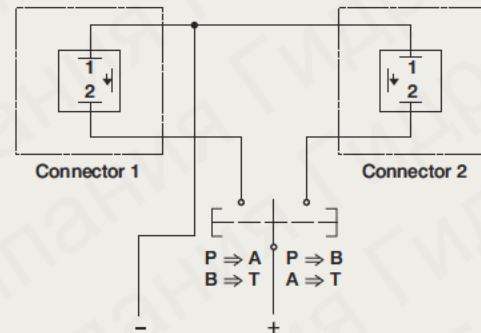 1
2
1
2
Connector 1
Connector 2
P ⇒ A
B ⇒ T
P ⇒ B
A ⇒ T
−
+